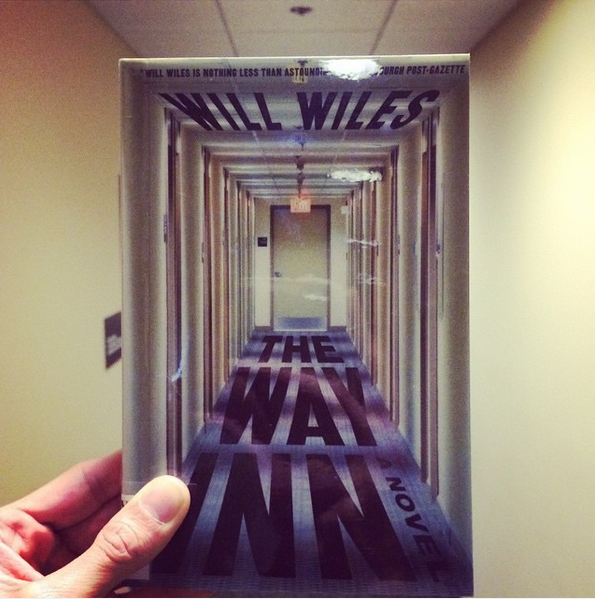 WILL WILES IS NOTHING LESS THAN POST-GAZETTE
WILL WILES
THE
WAY
INN
A NOVEL